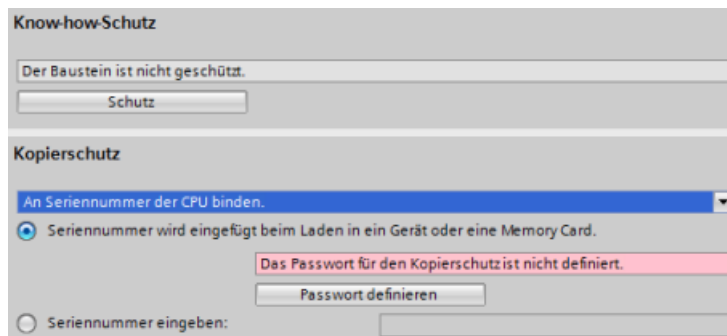 Know-how-Schutz
Der Baustein ist nicht geschützt.
Schutz
Kopierschutz
An Seriennummer der CPU binden.
Seriennummer wird eingefügt beim Laden in ein Gerät oder eine Memory Card.
Das Passwort für den Kopierschutz ist nicht definiert.
Passwort definieren
Seriennummer eingeben: